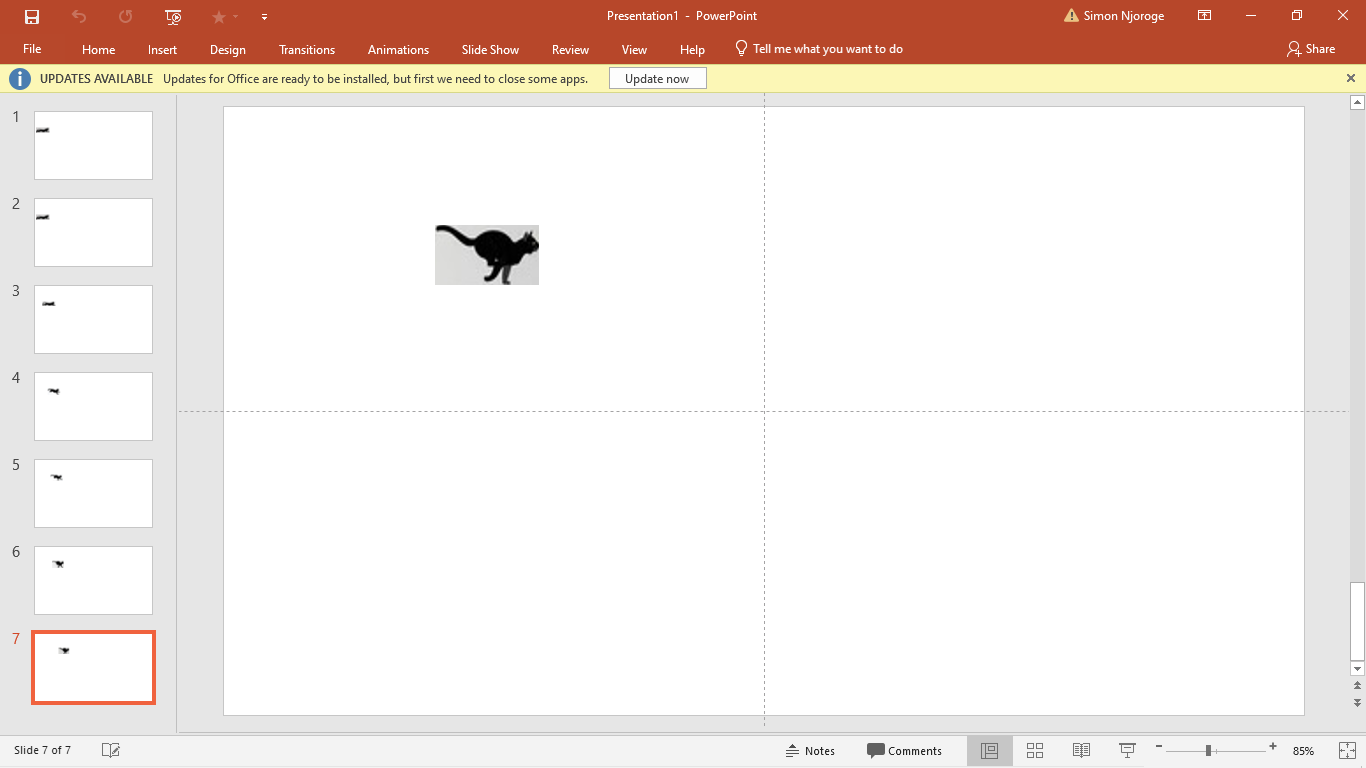 Presentation1 - PowerPoint
Simon Njoroge
File Home Insert Design Transitions Animations Slide Show Review View Help Tell me what you want to do Share
UPDATES AVAILABLE Updates for Office are ready to be installed, but first we need to close some apps. Update now
1
2
3
4
5
6
7
Slide 7 of 7 Notes Comments 85%